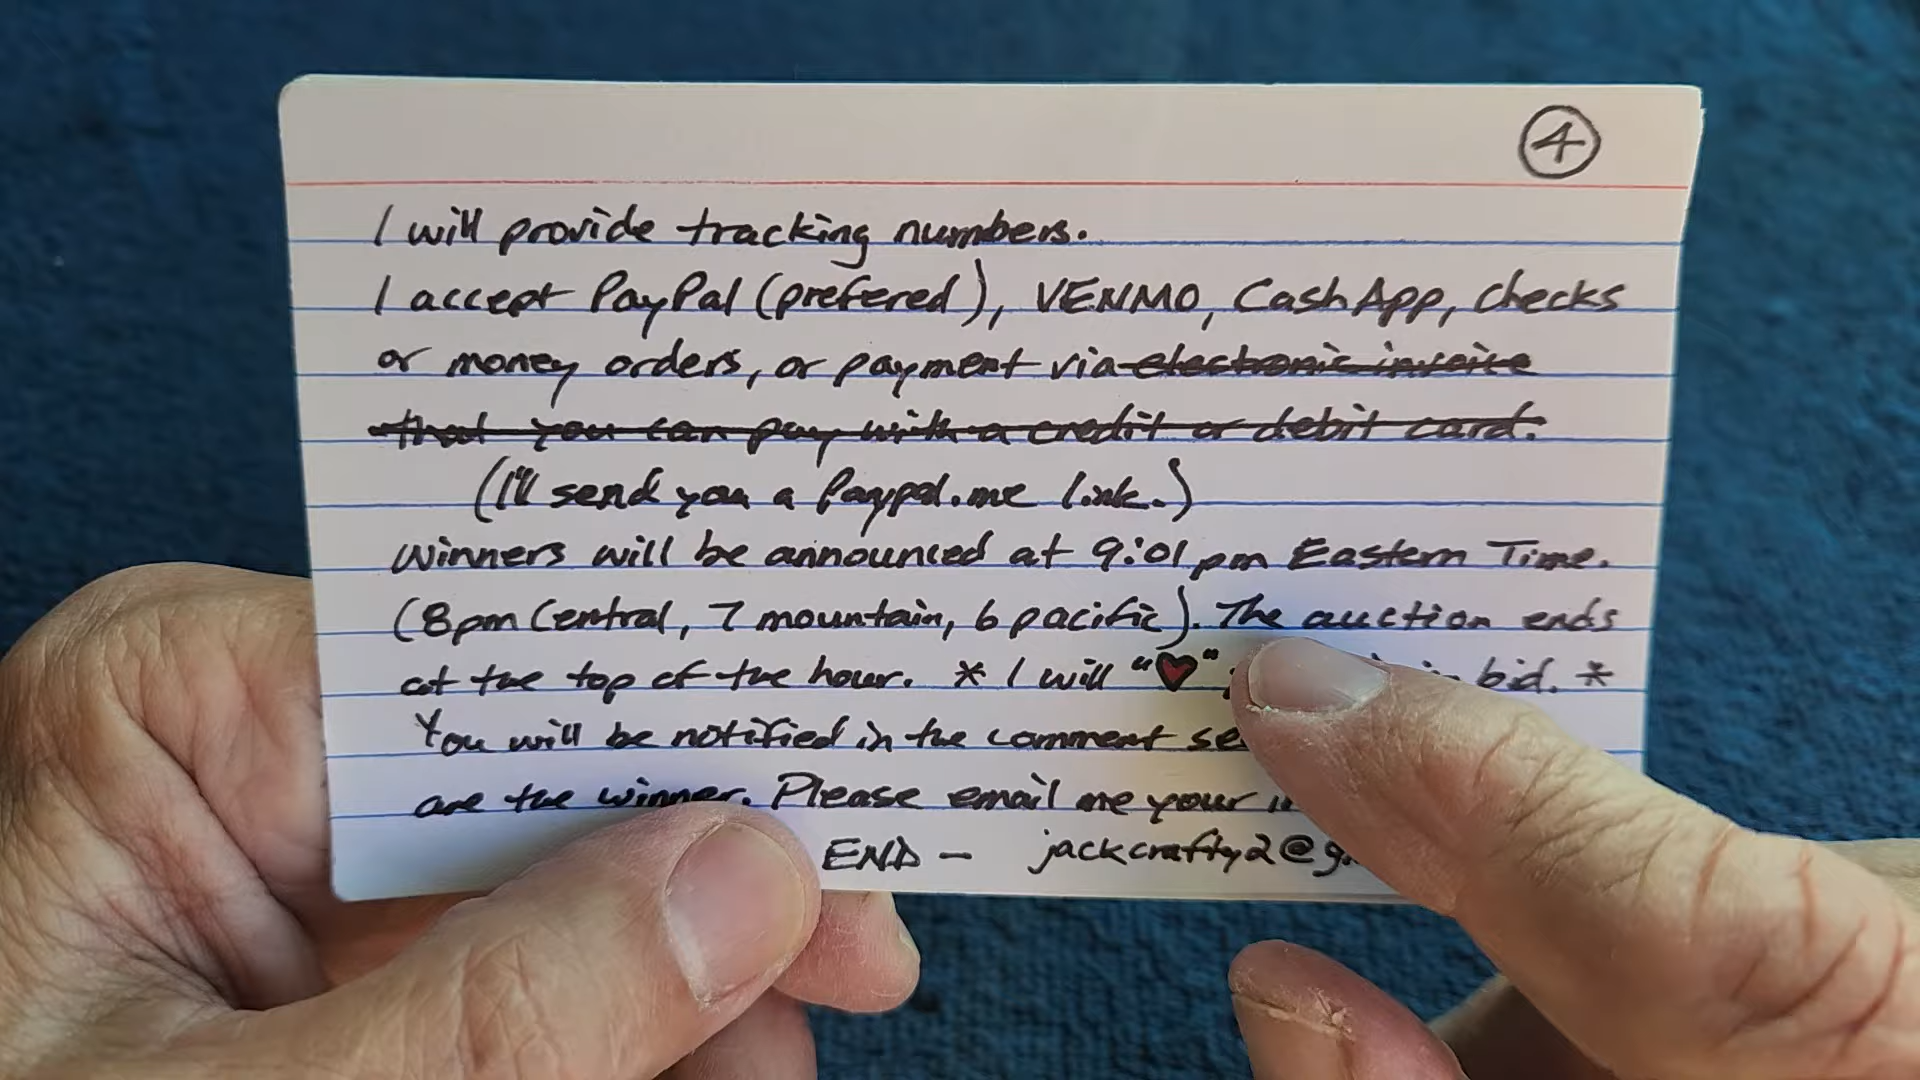 4
I will provide tracking numbers.
I accept PayPal (prefered), VENMO, Cash App, checks
or money orders, or payment via electronic invoice
that you can pay with a credit or debit card.
(I'll send you a Paypal.me link.)
Winners will be announced at 9:01 pm Eastern Time.
(8pm Central, 7 mountain, 6 pacific). The auction ends
at the top of the hour. * I will "♥" bid. *
You will be notified in the comment
are the winner. Please email me your
END - jackcrafty2@g